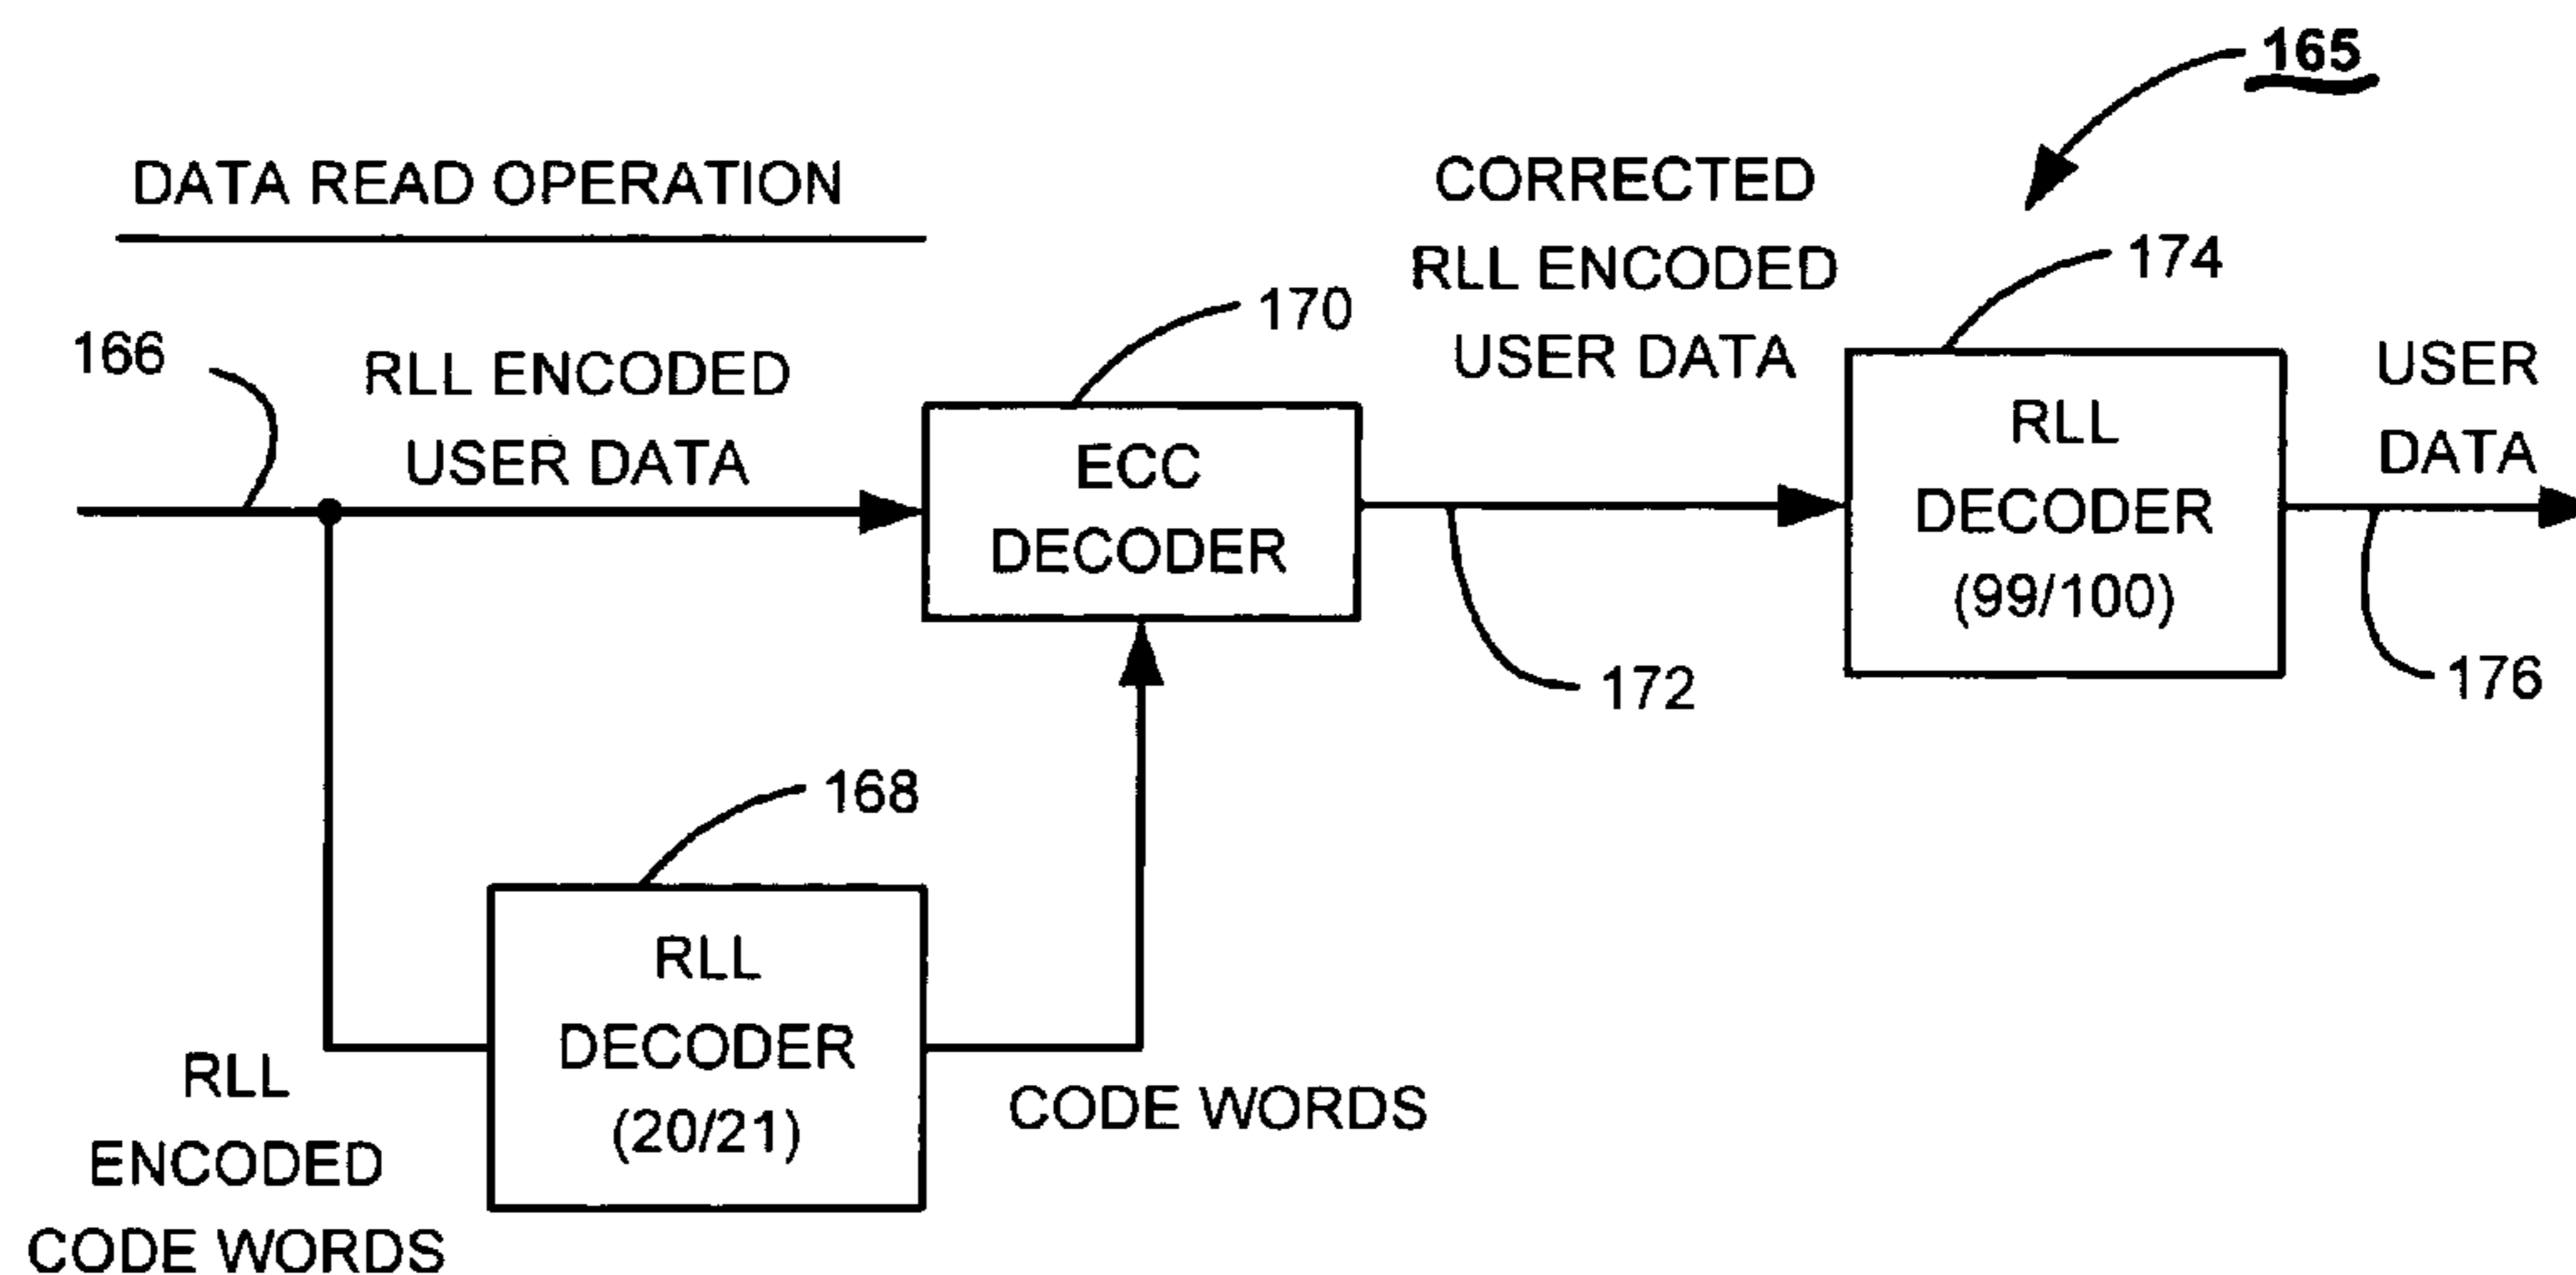 165
DATA READ OPERATION
CORRECTED
RLL ENCODED
USER DATA
174
170
166
RLL ENCODED
USER DATA
USER
DATA
ECC
DECODER
RLL
DECODER
(99/100)
172
176
168
RLL
DECODER
(20/21)
RLL
ENCODED
CODE WORDS
CODE WORDS